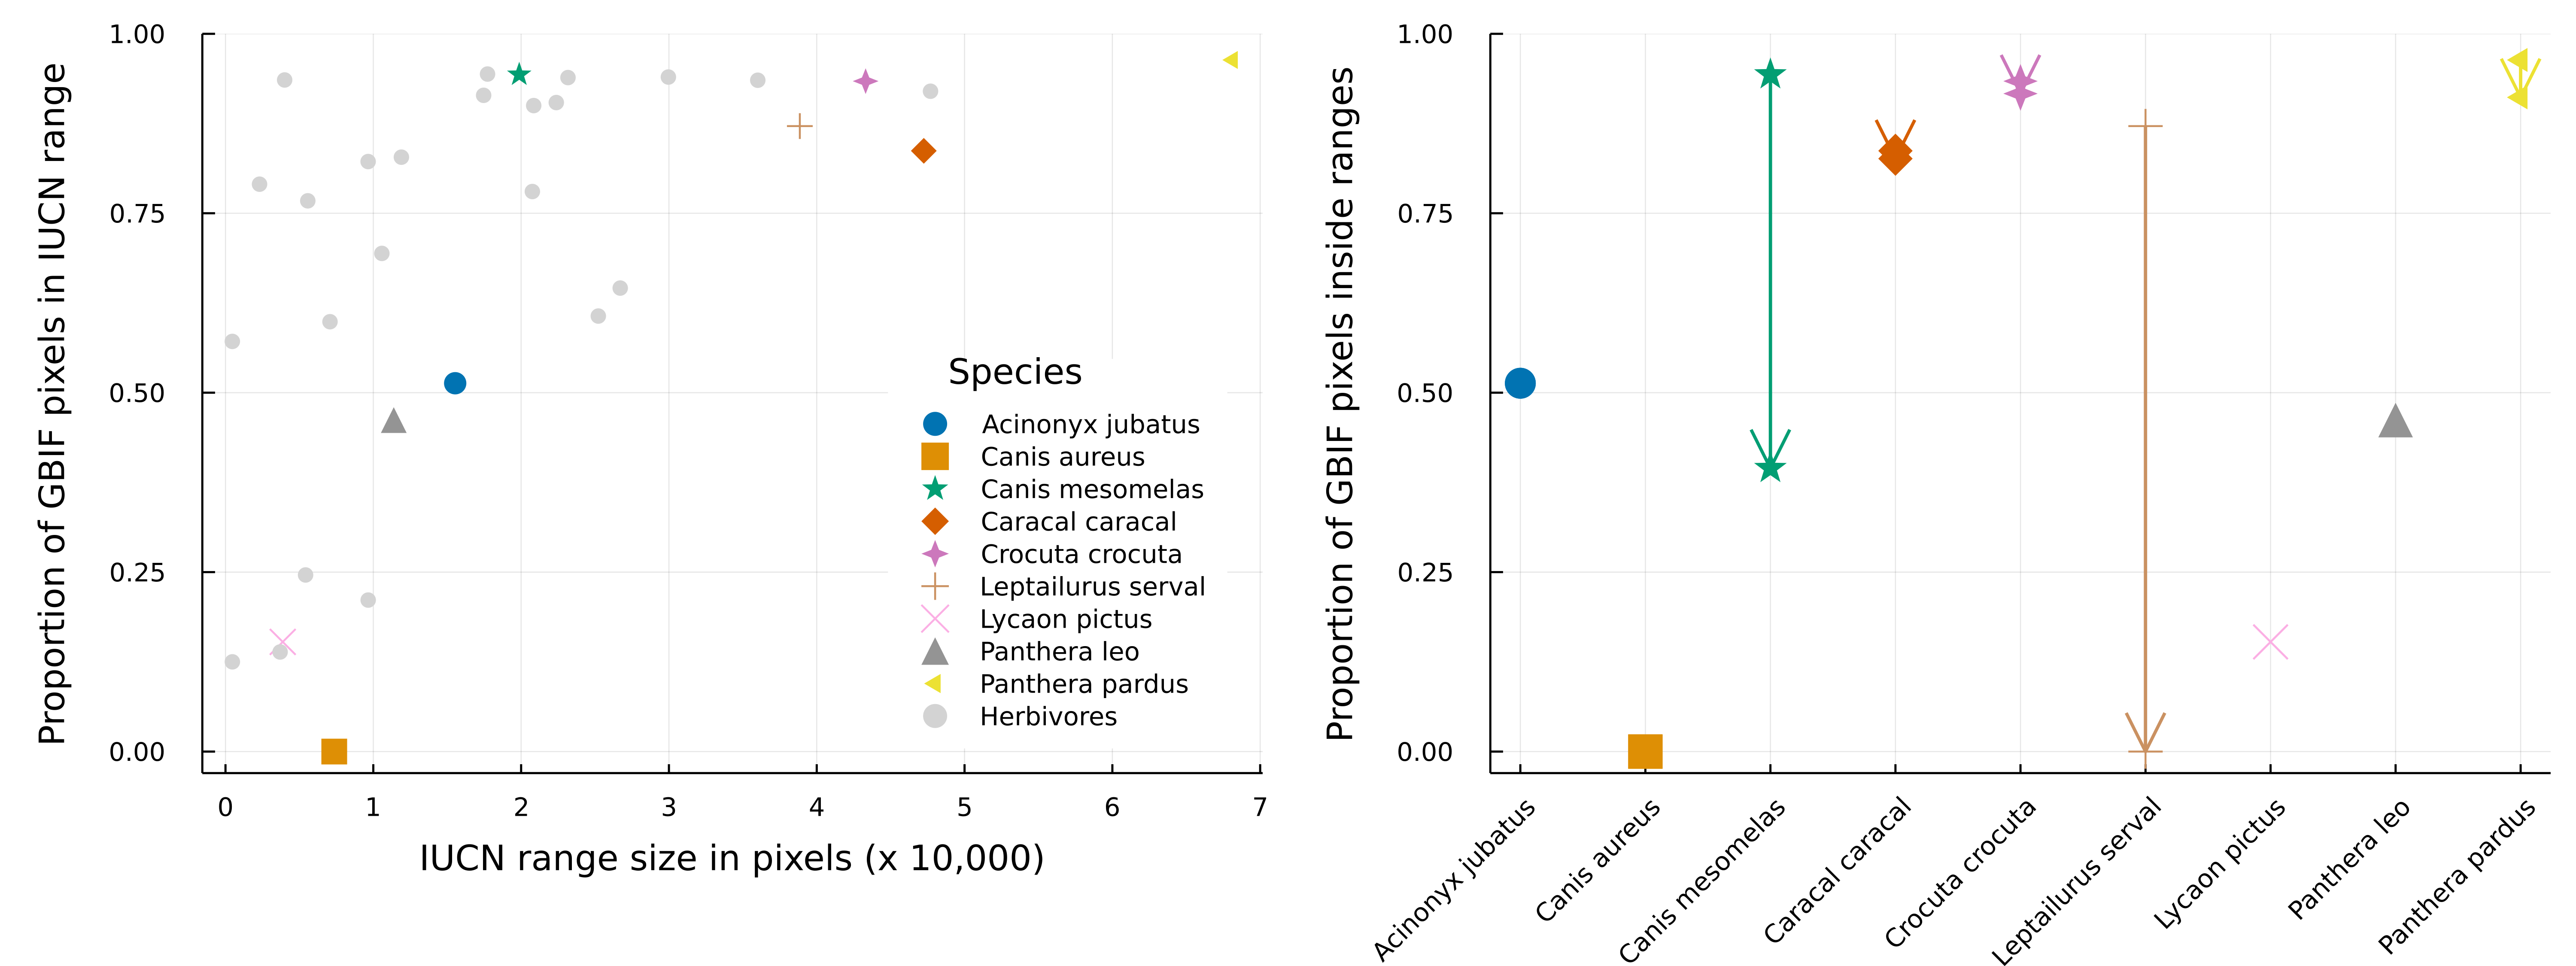 Proportion of GBIF pixels in IUCN range
1.00
0.75
0.50
0.25
0.00
0 1 2 3 4 5 6 7
IUCN range size in pixels (x 10,000)
Species
Acinonyx jubatus
Canis aureus
Canis mesomelas
Caracal caracal
Crocuta crocuta
Leptailurus serval
Lycaon pictus
Panthera leo
Panthera pardus
Herbivores
Proportion of GBIF pixels inside ranges
1.00
0.75
0.50
0.25
0.00
Acinonyx jubatus
Canis aureus
Canis mesomelas
Caracal caracal
Crocuta crocuta
Leptailurus serval
Lycaon pictus
Panthera leo
Panthera pardus